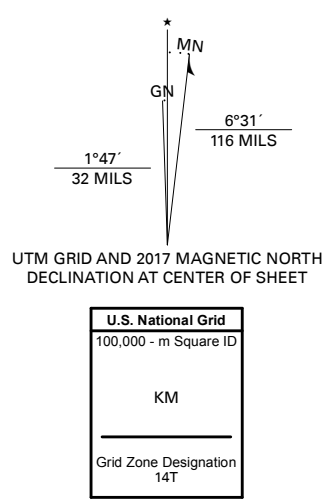 ★
MN
GN
6°31´
116 MILS
1°47´
32 MILS
UTM GRID AND 2017 MAGNETIC NORTH
DECLINATION AT CENTER OF SHEET
U.S. National Grid
100,000 - m Square ID
KM
Grid Zone Designation
14T